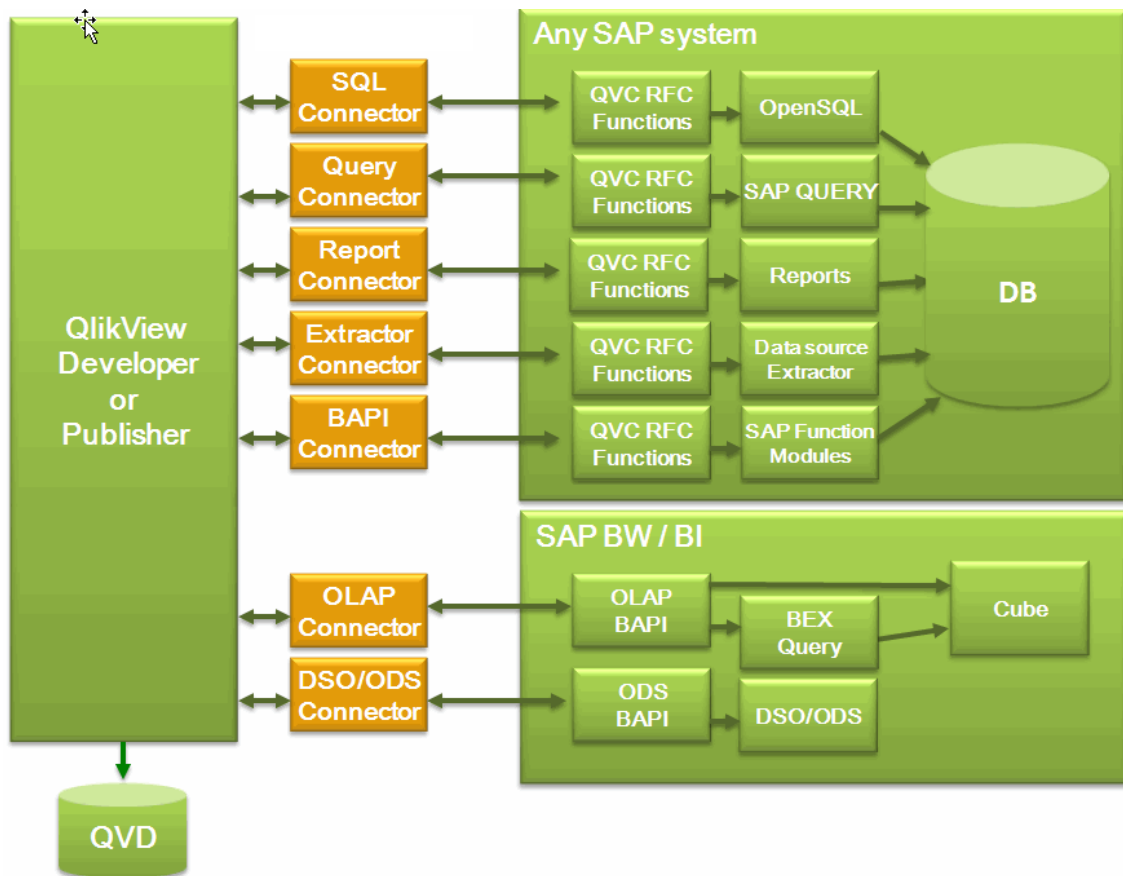 QlikView
Developer
or
Publisher
QVD
SQL
Connector
Query
Connector
Report
Connector
Extractor
Connector
BAPI
Connector
OLAP
Connector
DSO/ODS
Connector
Any SAP system
QVC RFC
Functions
OpenSQL
QVC RFC
Functions
SAP QUERY
QVC RFC
Functions
Reports
QVC RFC
Functions
Data source
Extractor
QVC RFC
Functions
SAP Function
Modules
DB
SAP BW / BI
OLAP
BAPI
BEX
Query
Cube
ODS
BAPI
DSO/ODS